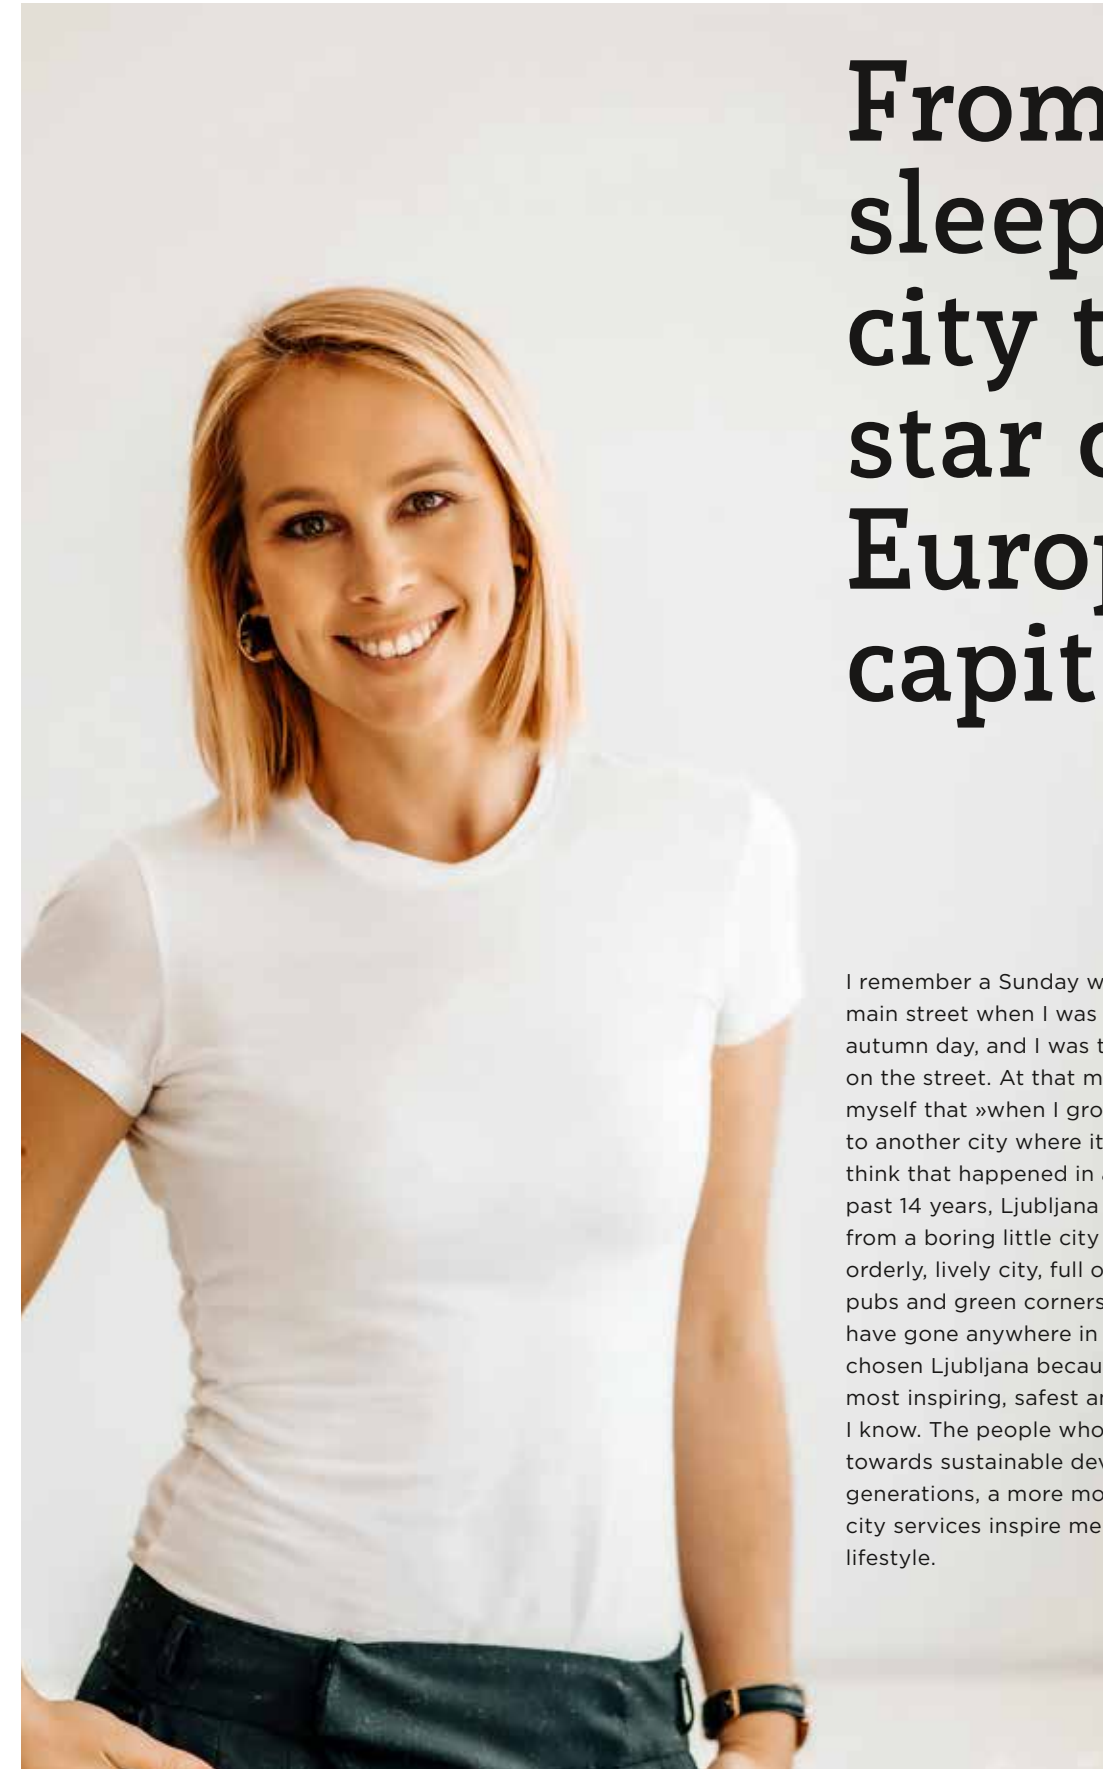 From
sleep
city t
star o
Europ
capit
I remember a Sunday w
main street when I was
autumn day, and I was t
on the street. At that m
myself that »when I gro
to another city where it
think that happened in a
past 14 years, Ljubljana
from a boring little city
orderly, lively city, full o
pubs and green corners
have gone anywhere in
chosen Ljubljana becau
most inspiring, safest ar
I know. The people who
towards sustainable dev
generations, a more mo
city services inspire me
lifestyle.